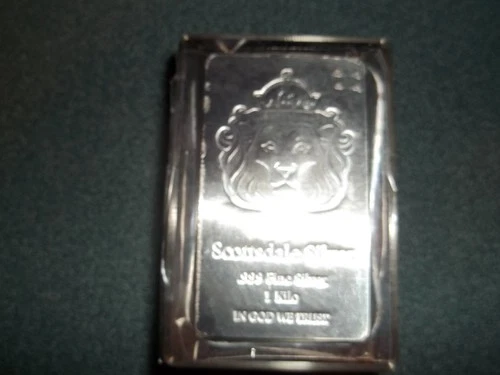 Scottsdale Silver
.999 Fine Silver
1 Kilo
IN GOD WE TRUST